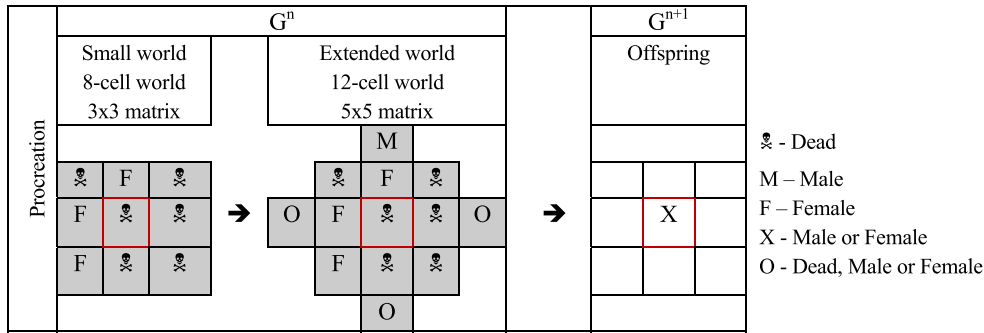 Procreation
Gⁿ
Gⁿ⁺¹
Small world
8-cell world
3x3 matrix
Extended world
12-cell world
5x5 matrix
Offspring
M
☠ F ☠ ☠ F ☠
F ☠ ☠ ➔ O F ☠ ☠ O ➔ X
F ☠ ☠ F ☠ ☠
O
☠ - Dead
M – Male
F – Female
X - Male or Female
O - Dead, Male or Female